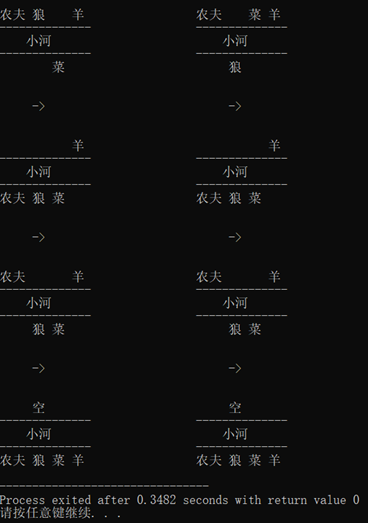 农夫 狼    羊                农夫    菜 羊
--------------                --------------
    小河                          小河
--------------                --------------
        菜                         狼
     ->                            ->
           羊                            羊
--------------                --------------
    小河                          小河
--------------                --------------
农夫 狼 菜                    农夫 狼 菜
     ->                            ->
农夫       羊                 农夫       羊
--------------                --------------
    小河                          小河
--------------                --------------
     狼 菜                         狼 菜
     ->                            ->
     空                            空
--------------                --------------
    小河                          小河
--------------                --------------
农夫 狼 菜 羊                 农夫 狼 菜 羊
--------------------------------
Process exited after 0.3482 seconds with return value 0
请按任意键继续. . .